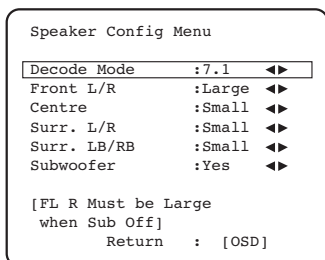 Speaker Config Menu
Decode Mode :7.1 ◄►
Front L/R :Large ◄►
Centre :Small ◄►
Surr. L/R :Small ◄►
Surr. LB/RB :Small ◄►
Subwoofer :Yes ◄►
[FL R Must be Large
when Sub Off]
Return : [OSD]